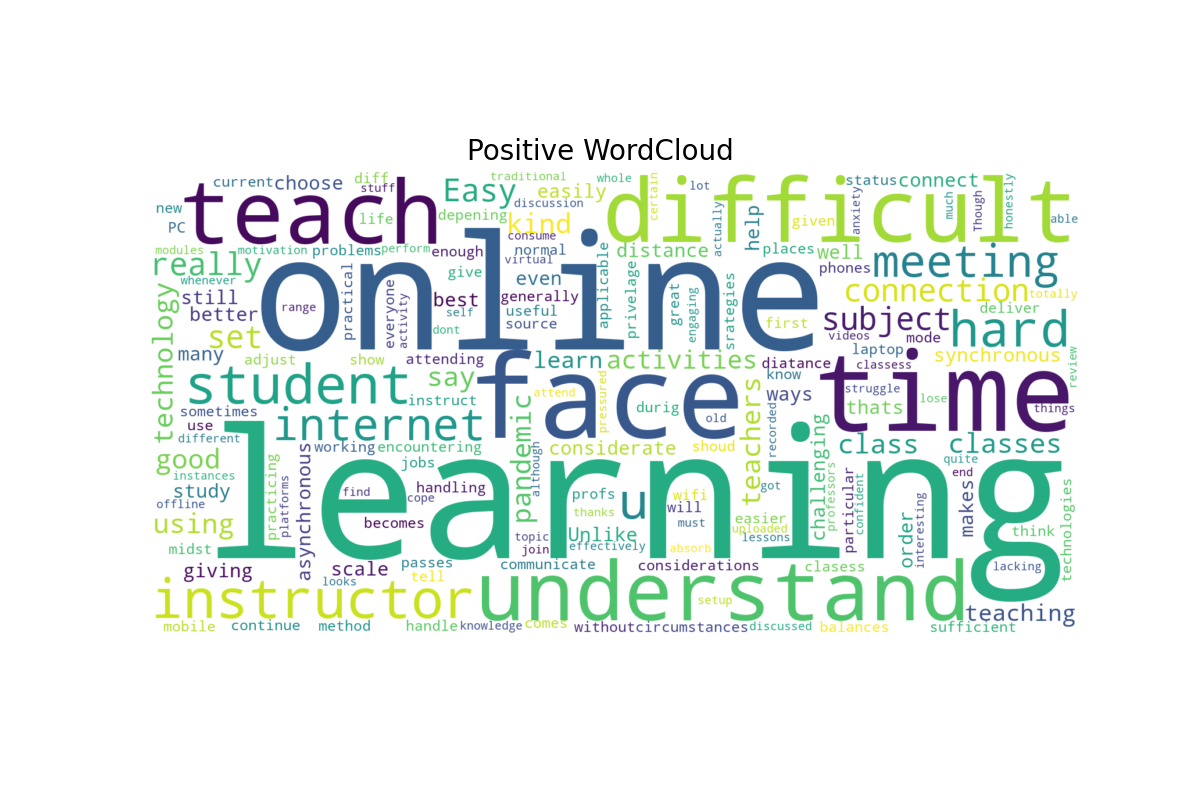 Positive WordCloud
current choose diff stuff Easy traditional whole easily certain lot status connect much Though honestly
new PC teach life depening discussion kind difficult actually help given anxiety able
modules motivation problems perform enough consume normal virtual distance places well phones meeting
really whenever online give even applicable privelage great engaging srategies connection totally
technology still better range practical everyone activity best self generally useful source first subject videos mode deliver hard
set many adjust show attending dont learn activities diatance laptop classess synchronous review
student say instruct face attend pressured durig old know ways struggle thats time lose things
sometimes use different internet working encountering pandemic although considerate shoud teachers recorded challenging class quite classes
good instances study offline practicing platforms asynchronous find jobs cope handling learning profs thanks u wifi will must got easier uploaded lessons professors confident particular interesting order makes end think technologies
using midst becomes topic join Unlike effectively absorb
giving looks scale passes tell communicate considerations clasess lacking
instructor understand setup teaching
mobile continue method handle knowledge comes without circumstances discussed balances sufficient